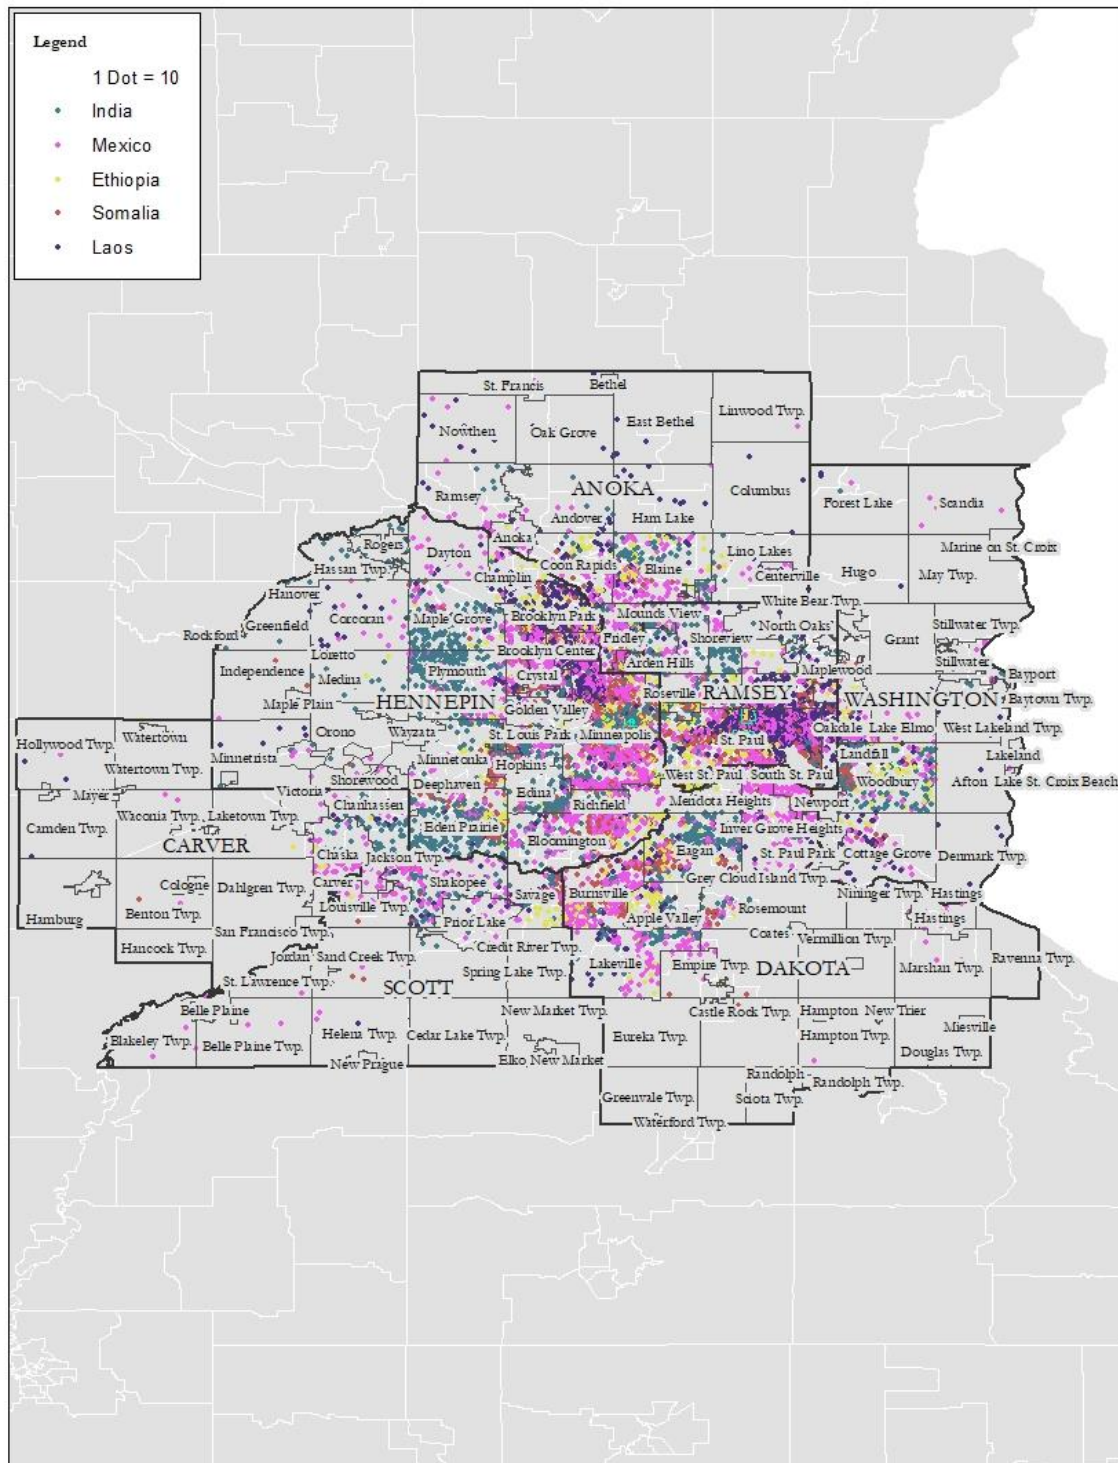 Legend
1 Dot = 10
India
Mexico
Ethiopia
Somalia
Laos
St. Francis
Bethel
Linwood Twp.
Nowthen
Oak Grove
East Bethel
Ramsey
ANOKA
Columbus
Forest Lake
Scandia
Andover
Ham Lake
Rogers
Dayton
Anoka
Coon Rapids
Blaine
Lino Lakes
Marine on St. Croix
Hassan Twp.
Champlin
Centerville
Hugo
May Twp.
Hanover
White Bear Twp.
Corcoran
Maple Grove
Brooklyn Park
Mounds View
Greenfield
Fridley
Shoreview
North Oaks
Grant
Stillwater Twp.
Rockford
Loretto
Brooklyn Center
Arden Hills
Maplewood
Stillwater
Independence
Medina
Plymouth
Crystal
Roseville
RAMSEY
WASHINGTON
Bayport
Baytown Twp.
Maple Plain
HENNEPIN
Golden Valley
Hollywood Twp.
Watertown
Orono
Wayzata
St. Louis Park
Minneapolis
St. Paul
Oakdale
Lake Elmo
West Lakeland Twp.
Watertown Twp.
Minnetrista
Minnetonka
Hopkins
Landfall
Lakeland
Mayer
Victoria
Shorewood
Deephaven
Edina
West St. Paul
South St. Paul
Woodbury
Afton
Lake St. Croix Beach
Camden Twp.
Waconia Twp.
Laketown Twp.
Chanhassen
Eden Prairie
Richfield
Mendota Heights
Newport
CARVER
Chaska
Jackson Twp.
Bloomington
Eagan
Inver Grove Heights
St. Paul Park
Cottage Grove
Denmark Twp.
Hamburg
Cologne
Benton Twp.
Dahlgren Twp.
Carver
Louisville Twp.
Shakopee
Savage
Burnsville
Grey Cloud Island Twp.
Nininger Twp.
Hastings
Hancock Twp.
San Francisco Twp.
Prior Lake
Apple Valley
Rosemount
Coates
Hastings
Vermillion Twp.
Jordan
Sand Creek Twp.
Credit River Twp.
Spring Lake Twp.
Lakeville
Empire Twp.
DAKOTA
Marshan Twp.
Ravenna Twp.
St. Lawrence Twp.
SCOTT
Belle Plaine
New Market Twp.
Castle Rock Twp.
Hampton
New Trier
Blakeley Twp.
Belle Plaine Twp.
Helena Twp.
Cedar Lake Twp.
Eureka Twp.
Hampton Twp.
Miesville
New Prague
Elko New Market
Douglas Twp.
Randolph
Randolph Twp.
Greenvale Twp.
Sciota Twp.
Waterford Twp.